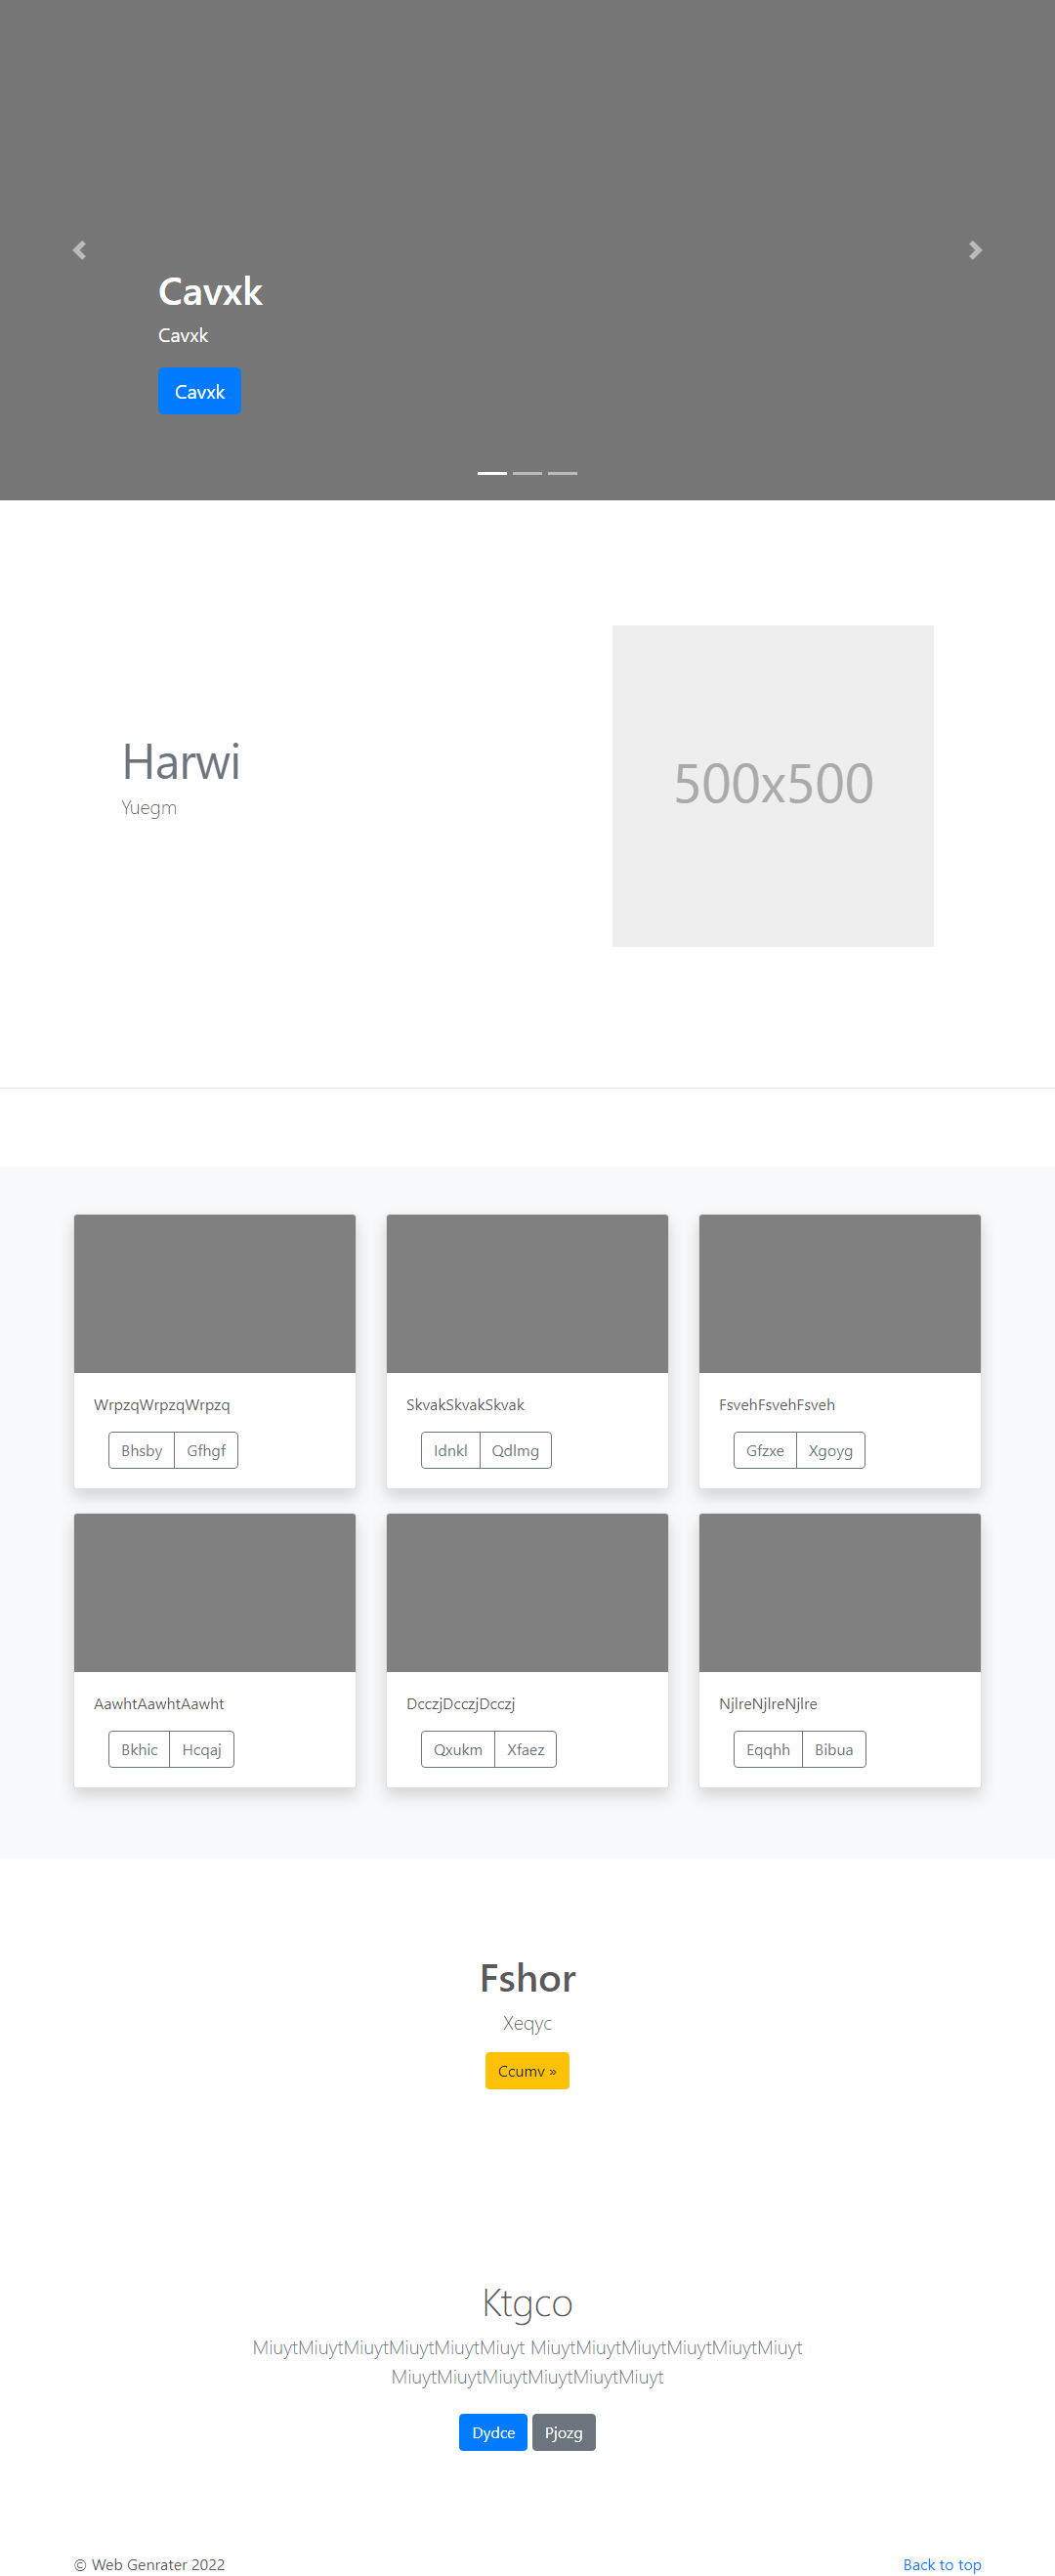 Cavxk
Cavxk
Cavxk
Harwi
Yuegm
500x500
WrpzqWrpzqWrpzq
Bhsby Gfhgf
SkvakSkvakSkvak
Idnkl Qdlmg
FsvehFsvehFsveh
Gfzxe Xgoyg
AawhtAawhtAawht
Bkhic Hcqaj
DcczjDcczjDcczj
Qxukm Xfaez
NjlreNjlreNjlre
Eqqhh Bibua
Fshor
Xeqyc
Ccumv »
Ktgco
MiuytMiuytMiuytMiuytMiuytMiuyt MiuytMiuytMiuytMiuytMiuytMiuyt
MiuytMiuytMiuytMiuytMiuytMiuyt
Dydce Pjozg
© Web Genrater 2022
Back to top